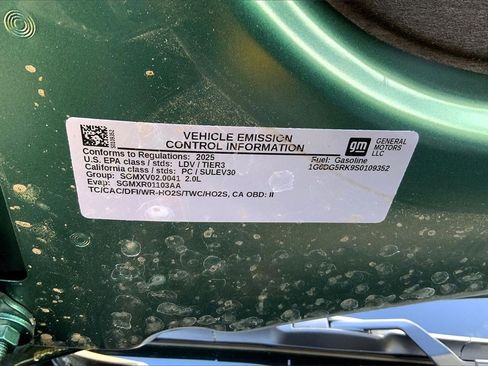 VEHICLE EMISSION
CONTROL INFORMATION
gm GENERAL MOTORS LLC
Conforms to Regulations: 2025
U.S. EPA class / stds: LDV / TIER3
California class / stds: PC / SULEV30
Group: SGMXV02.0041 2.0L
Evap: SGMXR01103AA
TC/CAC/DFI/WR-HO2S/TWC/HO2S, CA OBD: II
Fuel: Gasoline
1G6DG5RK9S0109352